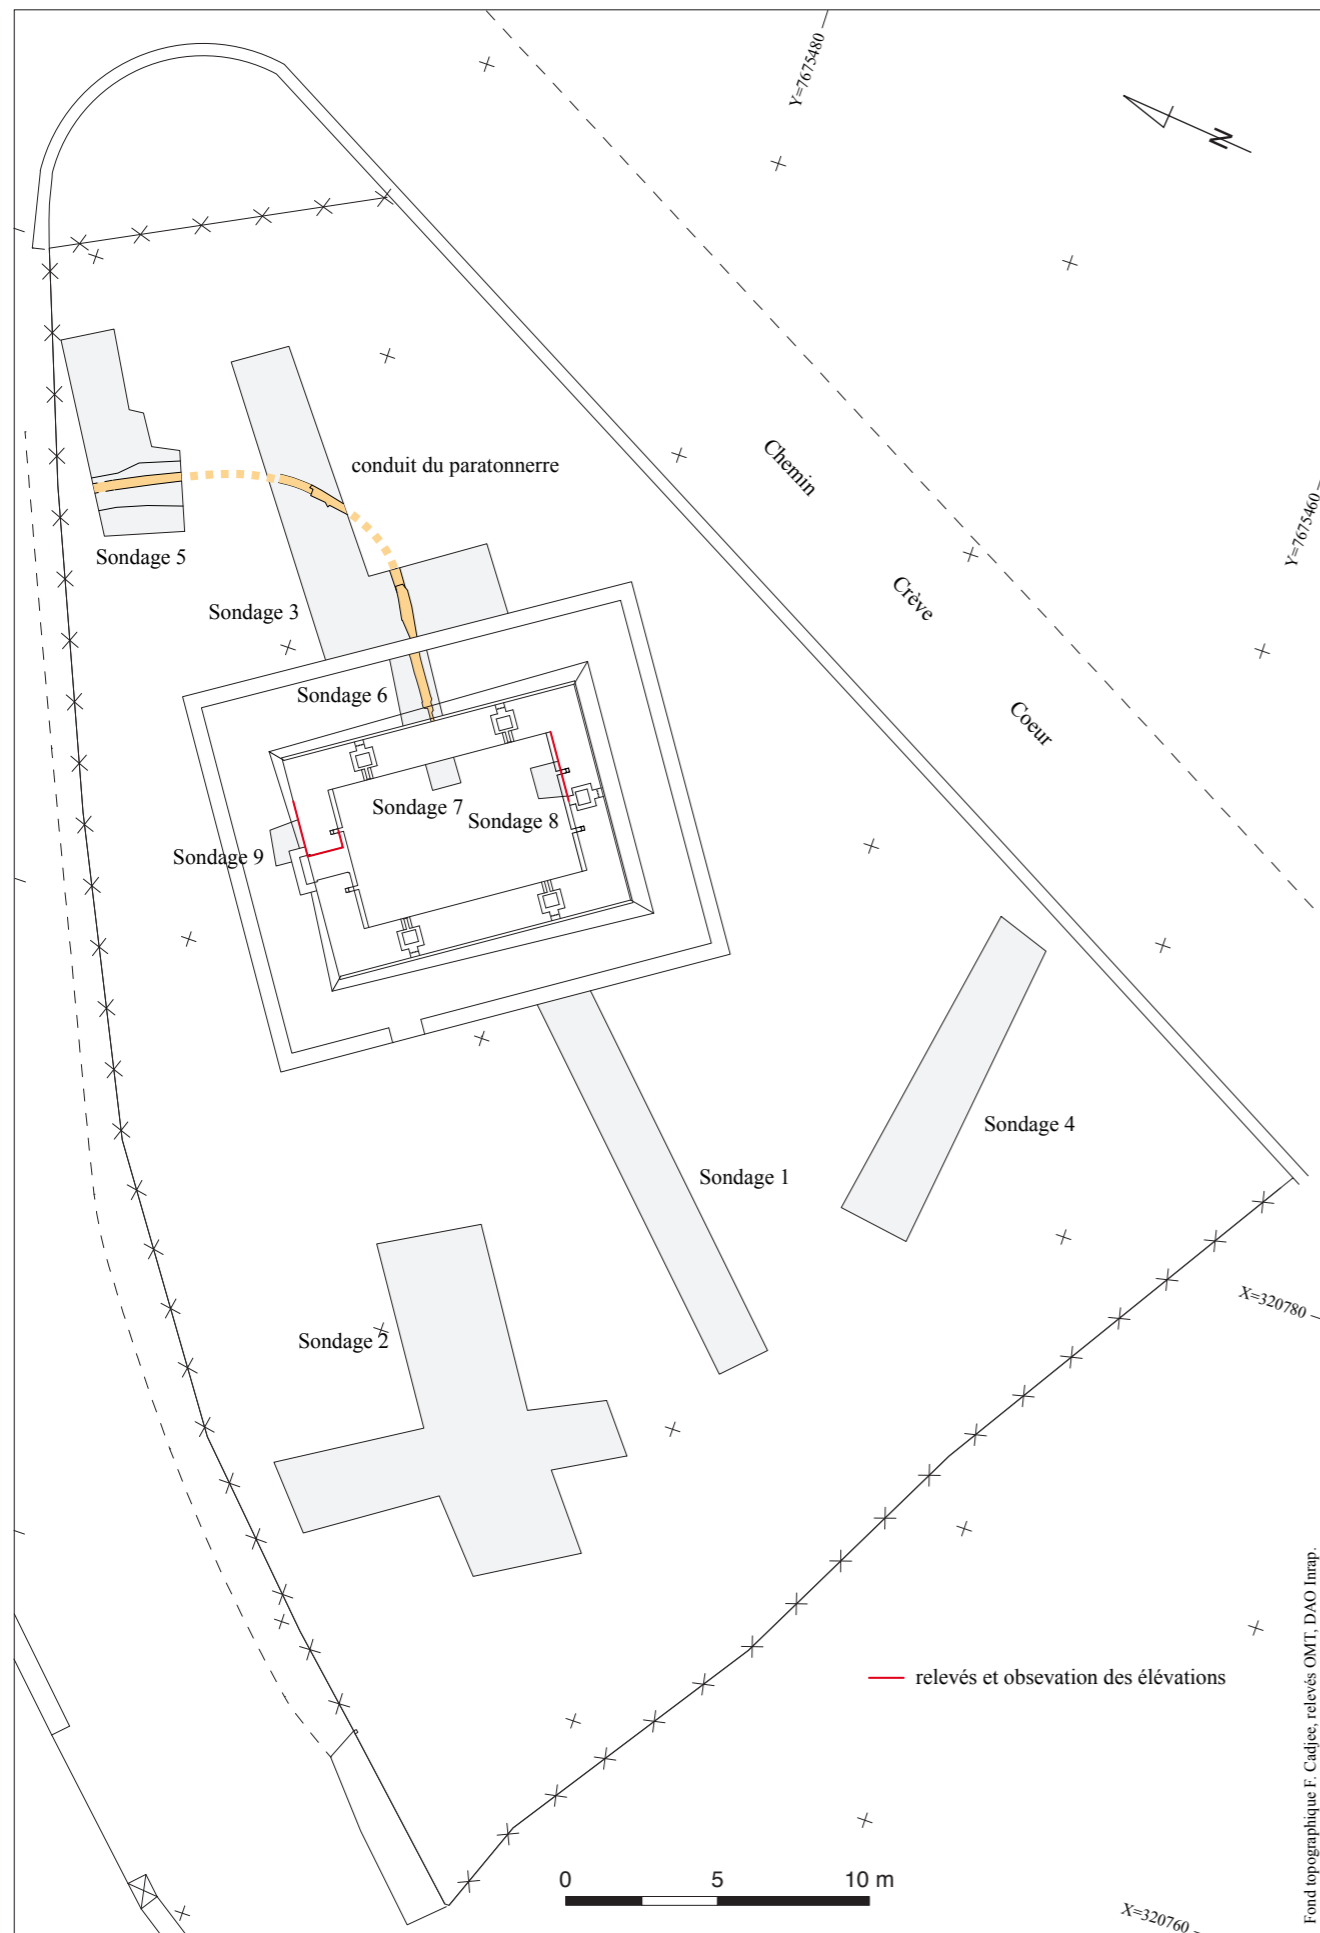 Y=7675480
N
Chemin
conduit du paratonnerre
Y=7675460
Sondage 5
Crève
Sondage 3
Sondage 6
Coeur
Sondage 7
Sondage 8
Sondage 9
Sondage 4
Sondage 1
X=320780
Sondage 2
relevés et obsevation des élévations
0 5 10 m
X=320760
Fond topographique F. Cadjee, relevés OMT, DAO Inrap.